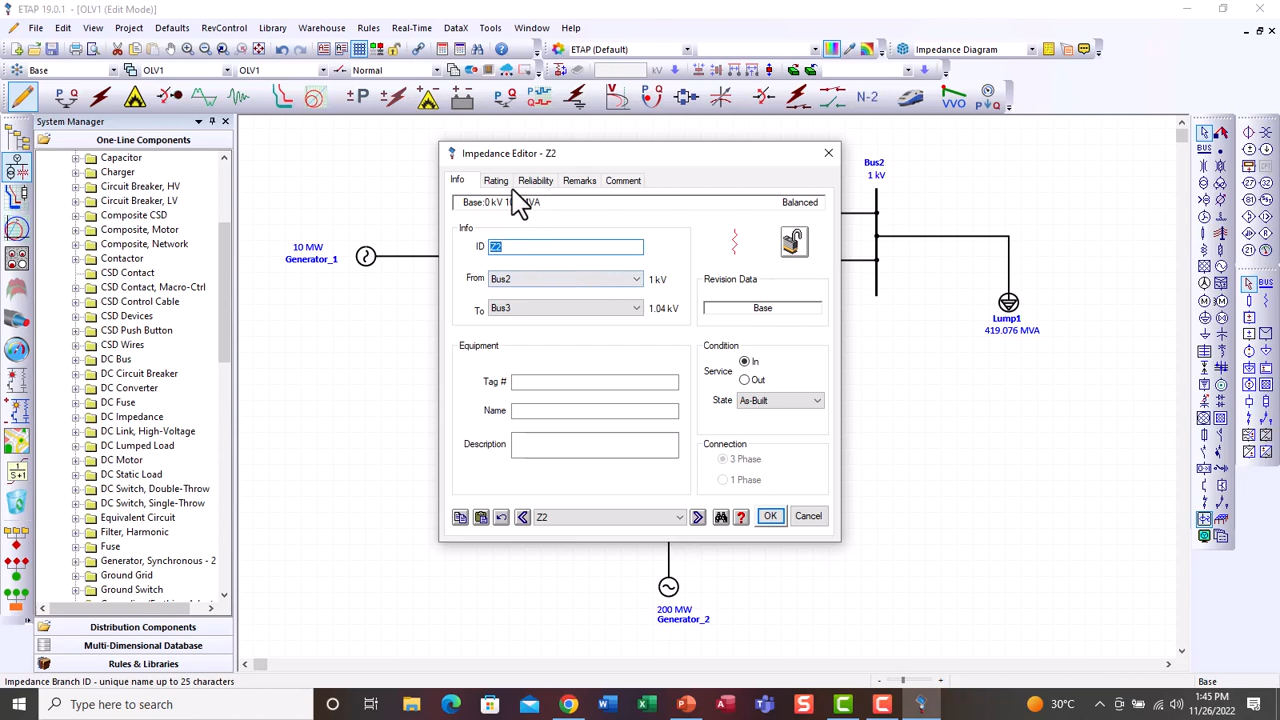 ETAP 19.0.1 - [OLV1 (Edit Mode)]
File Edit View Project Defaults RevControl Library Warehouse Rules Real-Time DataX Tools Window Help
ETAP (Default)
Impedance Diagram
Base
OLV1
OLV1
Normal
kV
N-2
VVO
System Manager
One-Line Components
Capacitor
Charger
Circuit Breaker, HV
Circuit Breaker, LV
Composite CSD
Composite, Motor
Composite, Network
Contactor
CSD Contact
CSD Contact, Macro-Ctrl
CSD Control Cable
CSD Devices
CSD Push Button
CSD Wires
DC Bus
DC Circuit Breaker
DC Converter
DC Fuse
DC Impedance
DC Link, High-Voltage
DC Lumped Load
DC Motor
DC Static Load
DC Switch, Double-Throw
DC Switch, Single-Throw
Equivalent Circuit
Filter, Harmonic
Fuse
Generator, Synchronous - 2
Ground Grid
Ground Switch
Distribution Components
Multi-Dimensional Database
Rules & Libraries
10 MW
Generator_1
Impedance Editor - Z2
Info Rating Reliability Remarks Comment
Base:0 kV
Balanced
Info
ID
Z2
From
Bus2
1 kV
To
Bus3
1.04 kV
Revision Data
Base
Equipment
Tag #
Name
Description
Condition
Service
In
Out
State
As-Built
Connection
3 Phase
1 Phase
Z2
OK
Cancel
Bus2
1 kV
Lump1
419.076 MVA
200 MW
Generator_2
BUS
BUS
Impedance Branch ID - unique name up to 25 characters
Base
Type here to search
30°C
1:45 PM
11/26/2022